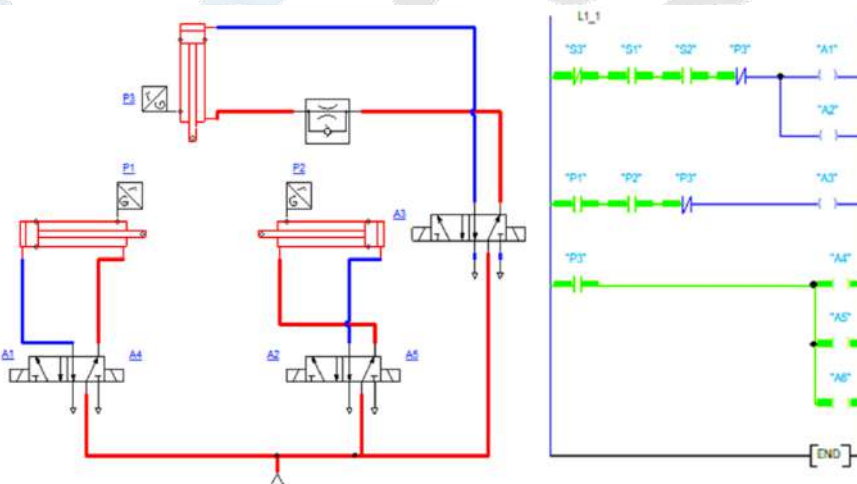 L1_1
"S3" "S1" "S2" "P3" "A1"
"A2"
P3
P1
P2
"P1" "P2" "P3" "A3"
A3
"P3" "A4"
"A5"
A1 A4 A2 A5
"A6"
END